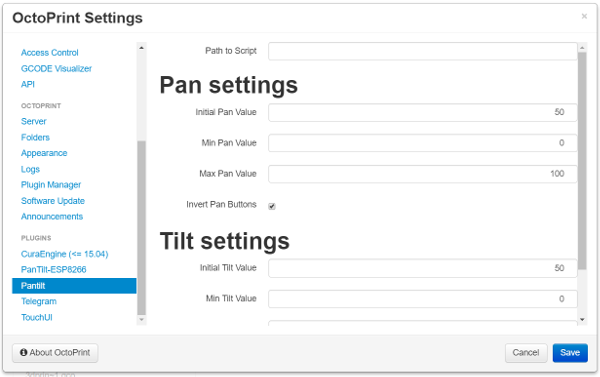 OctoPrint Settings
×
Access Control
GCODE Visualizer
API
OCTOPRINT
Server
Folders
Appearance
Logs
Plugin Manager
Software Update
Announcements
PLUGINS
CuraEngine (<= 15.04)
PanTilt-ESP8266
Pantilt
Telegram
TouchUI
Path to Script
Pan settings
Initial Pan Value 50
Min Pan Value 0
Max Pan Value 100
Invert Pan Buttons
Tilt settings
Initial Tilt Value 50
Min Tilt Value 0
About OctoPrint
Cancel
Save